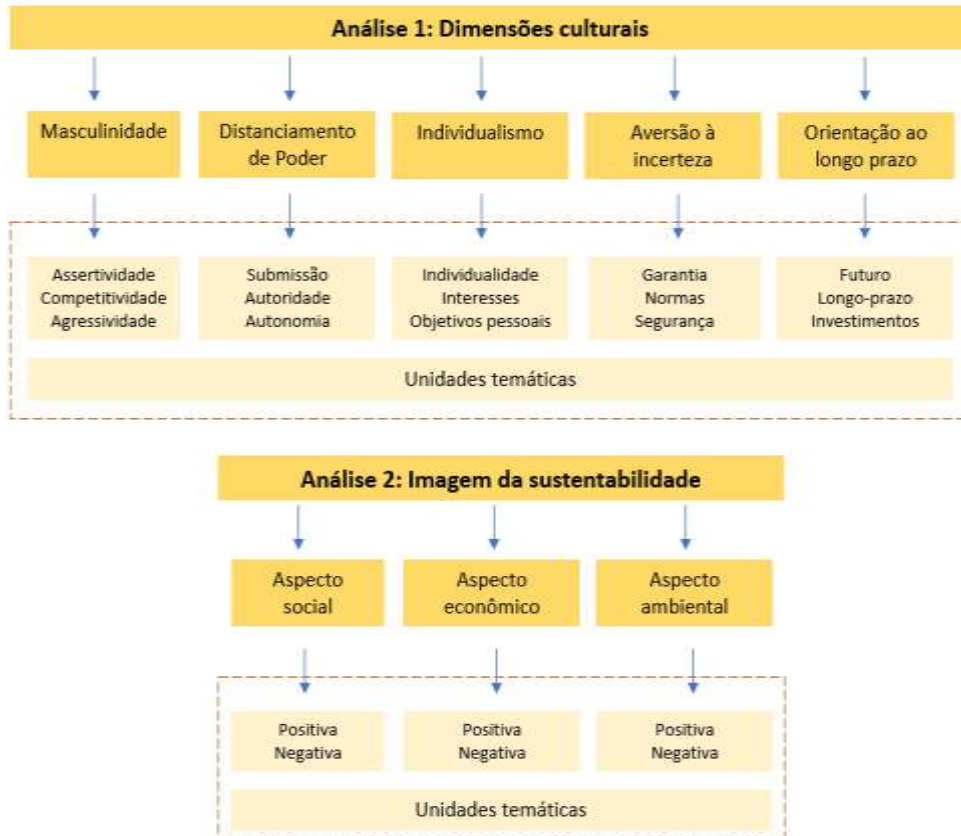 Análise 1: Dimensões culturais
Masculinidade
Distanciamento
de Poder
Individualismo
Aversão à
incerteza
Orientação ao
longo prazo
Assertividade
Competitividade
Agressividade
Submissão
Autoridade
Autonomia
Individualidade
Interesses
Objetivos pessoais
Garantia
Normas
Segurança
Futuro
Longo-prazo
Investimentos
Unidades temáticas
Análise 2: Imagem da sustentabilidade
Aspecto
social
Aspecto
econômico
Aspecto
ambiental
Positiva
Negativa
Positiva
Negativa
Positiva
Negativa
Unidades temáticas